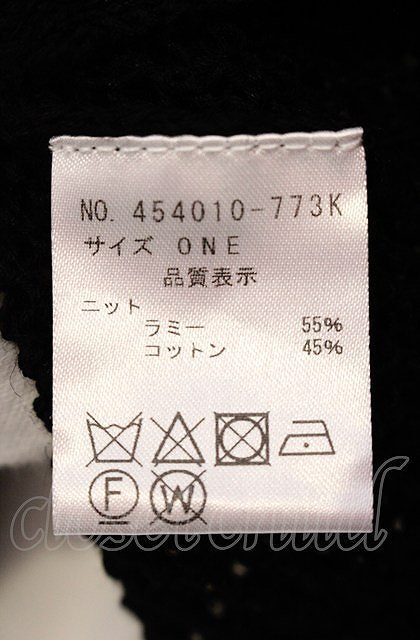 NO. 454010-773K
サイズ ONE
品質表示
ニット
ラミー 55%
コットン 45%
F W
closetchild